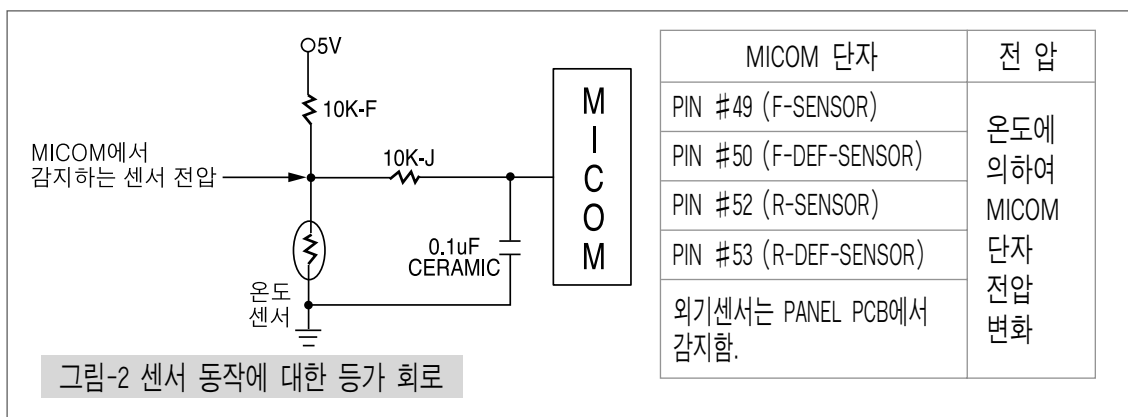 5V
10K-F
MICOM에서
감지하는 센서 전압
10K-J
0.1uF
CERAMIC
온도
센서
M
I
C
O
M
그림-2 센서 동작에 대한 등가 회로
MICOM 단자
전 압
PIN #49 (F-SENSOR)
PIN #50 (F-DEF-SENSOR)
PIN #52 (R-SENSOR)
PIN #53 (R-DEF-SENSOR)
외기센서는 PANEL PCB에서
감지함.
온도에
의하여
MICOM
단자
전압
변화